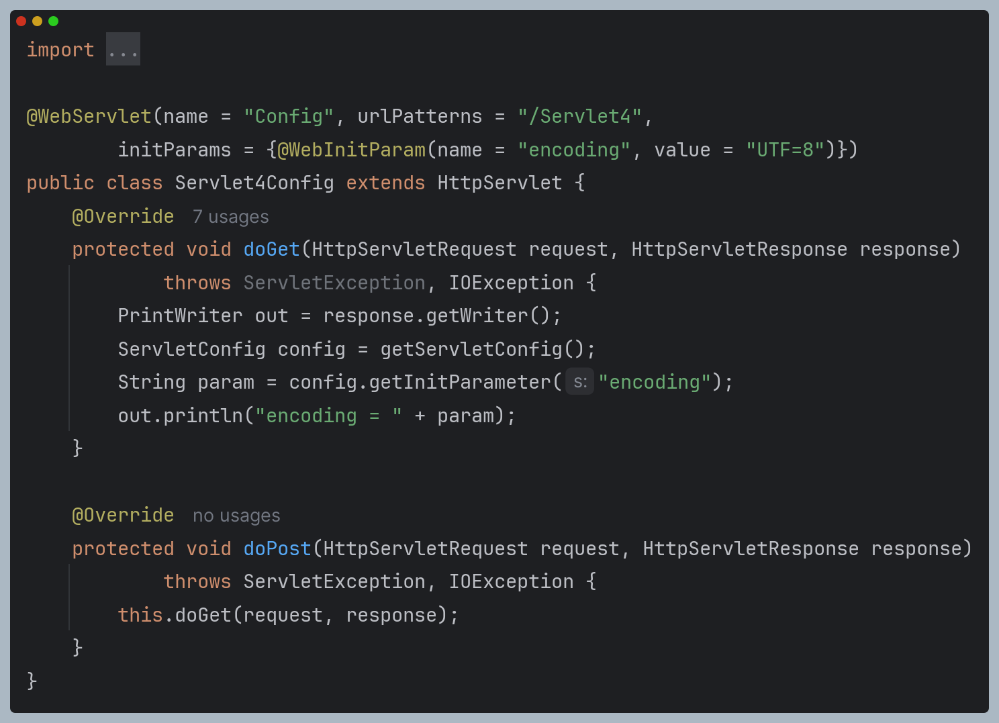 import ...
@WebServlet(name = "Config", urlPatterns = "/Servlet4",
initParams = {@WebInitParam(name = "encoding", value = "UTF=8")})
public class Servlet4Config extends HttpServlet {
@Override 7 usages
protected void doGet(HttpServletRequest request, HttpServletResponse response)
throws ServletException, IOException {
PrintWriter out = response.getWriter();
ServletConfig config = getServletConfig();
String param = config.getInitParameter( s: "encoding");
out.println("encoding = " + param);
}
@Override no usages
protected void doPost(HttpServletRequest request, HttpServletResponse response)
throws ServletException, IOException {
this.doGet(request, response);
}
}